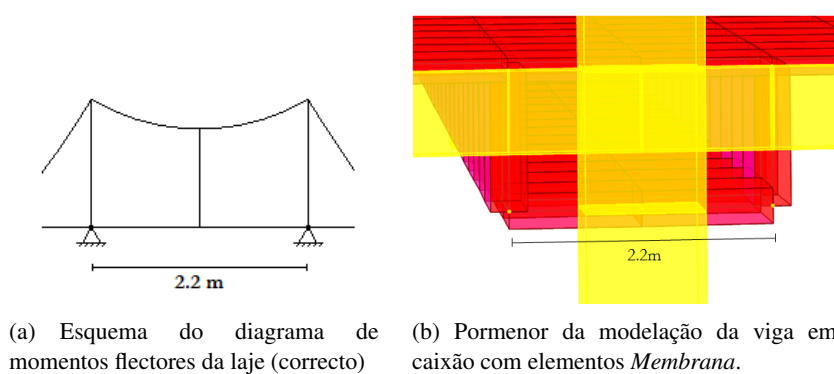 2.2 m
2.2m
(a) Esquema do diagrama de
momentos flectores da laje (correcto)
(b) Pormenor da modelação da viga em
caixão com elementos Membrana.